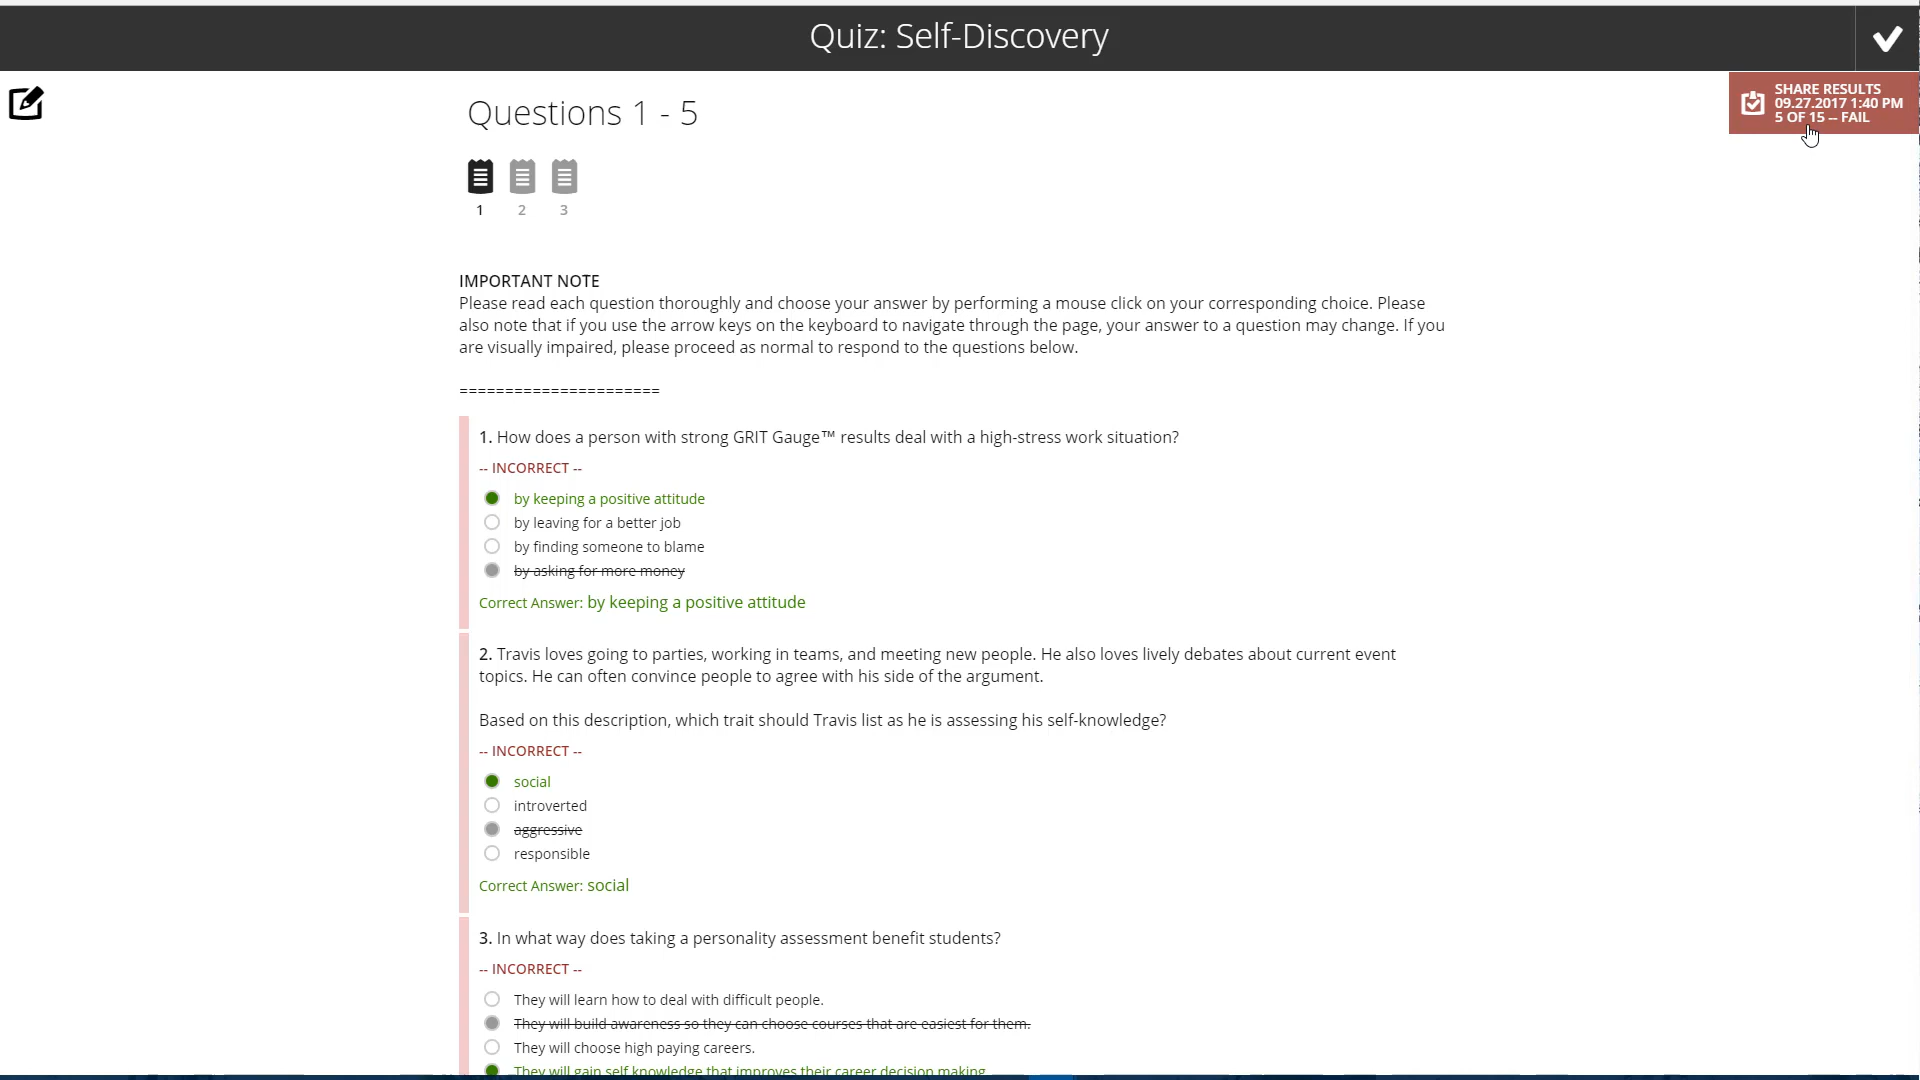 Quiz: Self-Discovery
SHARE RESULTS
09.27.2017 1:40 PM
5 OF 15 -- FAIL
Questions 1 - 5
1 2 3
IMPORTANT NOTE
Please read each question thoroughly and choose your answer by performing a mouse click on your corresponding choice. Please
also note that if you use the arrow keys on the keyboard to navigate through the page, your answer to a question may change. If you
are visually impaired, please proceed as normal to respond to the questions below.
======================
1. How does a person with strong GRIT Gauge™ results deal with a high-stress work situation?
-- INCORRECT --
by keeping a positive attitude
by leaving for a better job
by finding someone to blame
by asking for more money
Correct Answer: by keeping a positive attitude
2. Travis loves going to parties, working in teams, and meeting new people. He also loves lively debates about current event
topics. He can often convince people to agree with his side of the argument.
Based on this description, which trait should Travis list as he is assessing his self-knowledge?
-- INCORRECT --
social
introverted
aggressive
responsible
Correct Answer: social
3. In what way does taking a personality assessment benefit students?
-- INCORRECT --
They will learn how to deal with difficult people.
They will build awareness so they can choose courses that are easiest for them.
They will choose high paying careers.
They will gain self knowledge that improves their career decision making